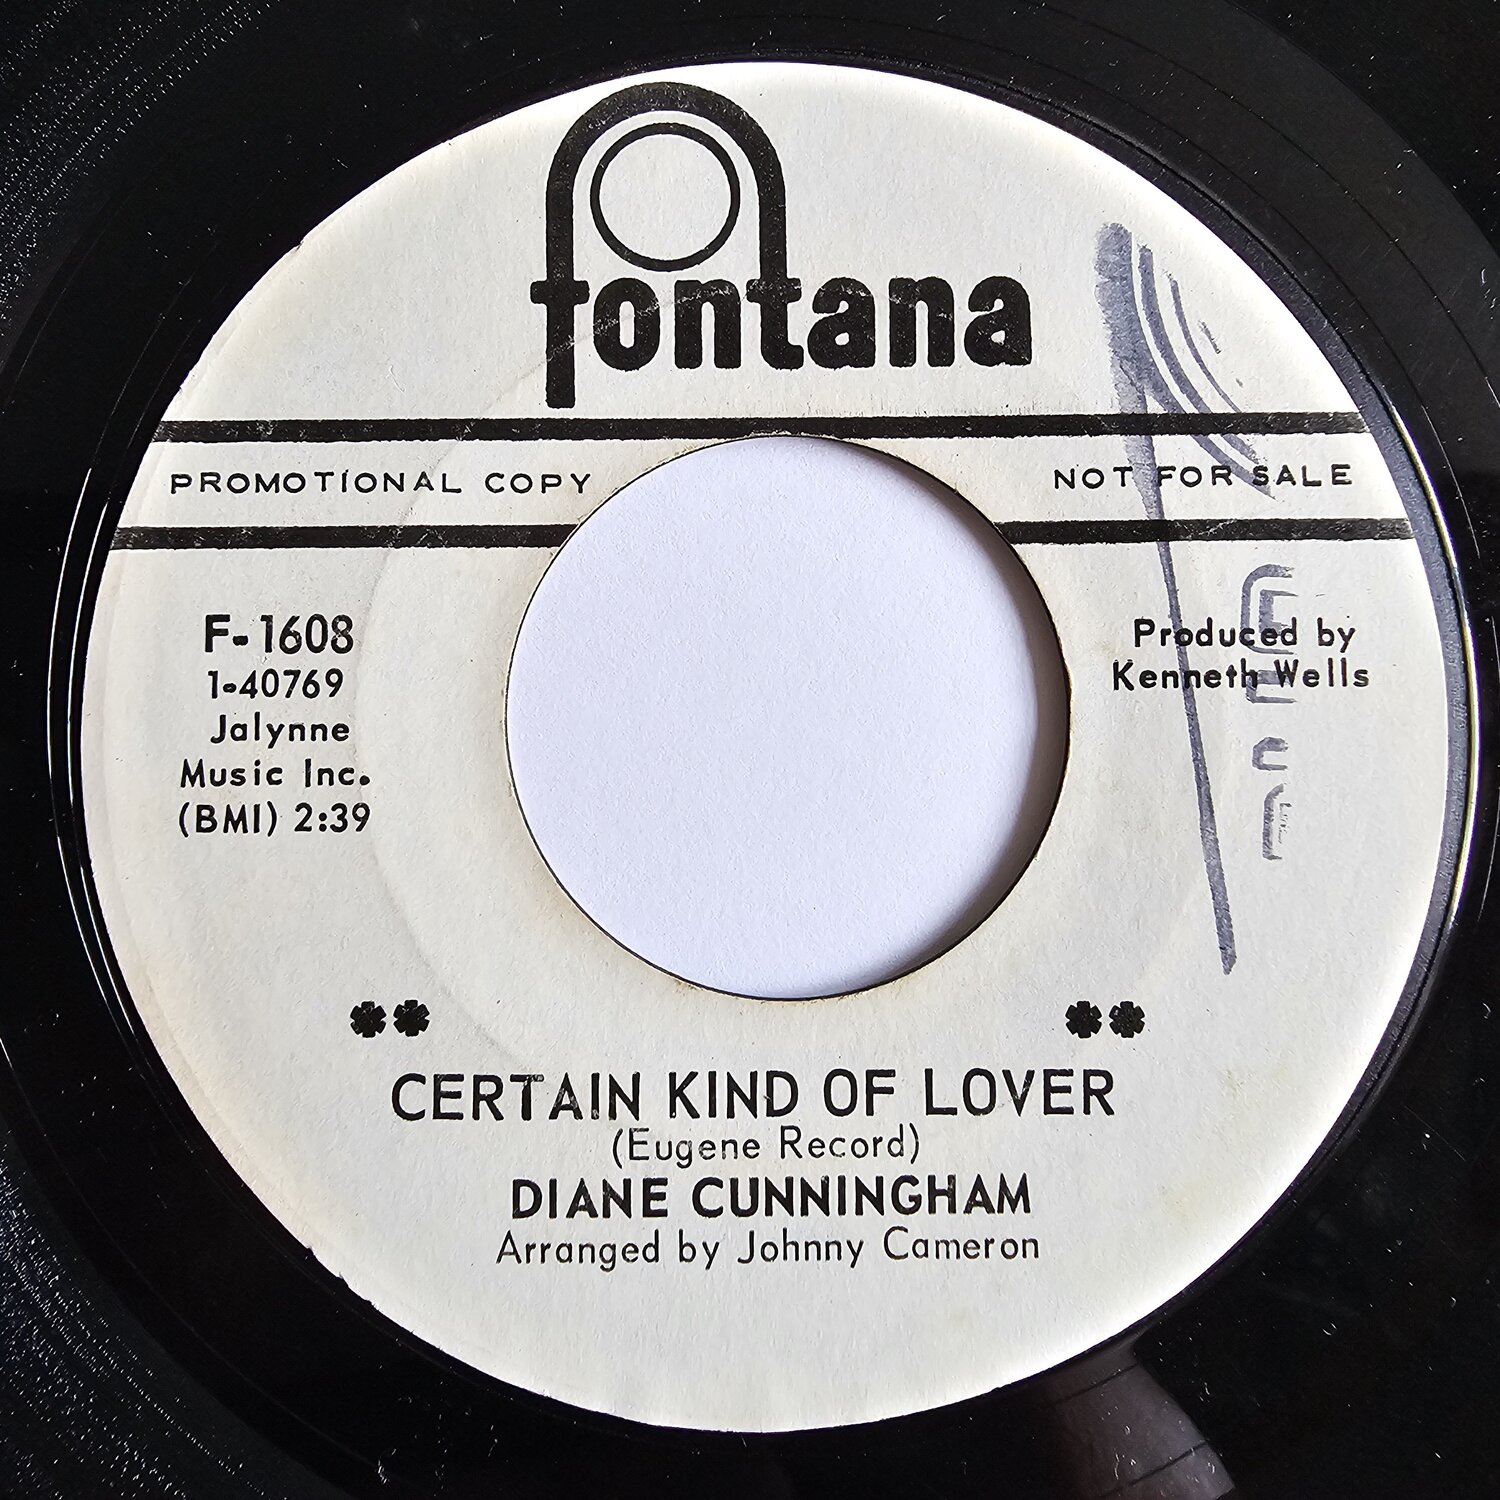 fontana
PROMOTIONAL COPY NOT FOR SALE
F-1608
1-40769
Jalynne
Music Inc.
(BMI) 2:39
Produced by
Kenneth Wells
CERTAIN KIND OF LOVER
(Eugene Record)
DIANE CUNNINGHAM
Arranged by Johnny Cameron